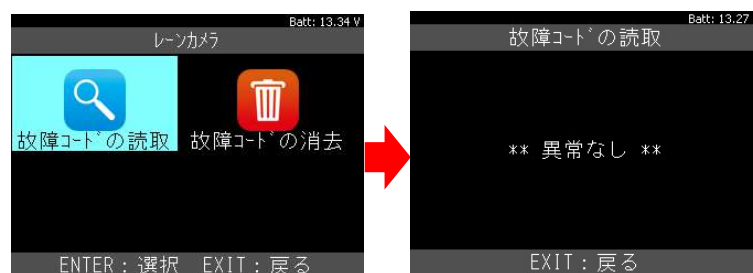 Batt: 13.34 V
レーンカメラ
故障コードの読取
故障コードの消去
ENTER：選択　EXIT：戻る
Batt: 13.27
故障コードの読取
** 異常なし **
EXIT：戻る